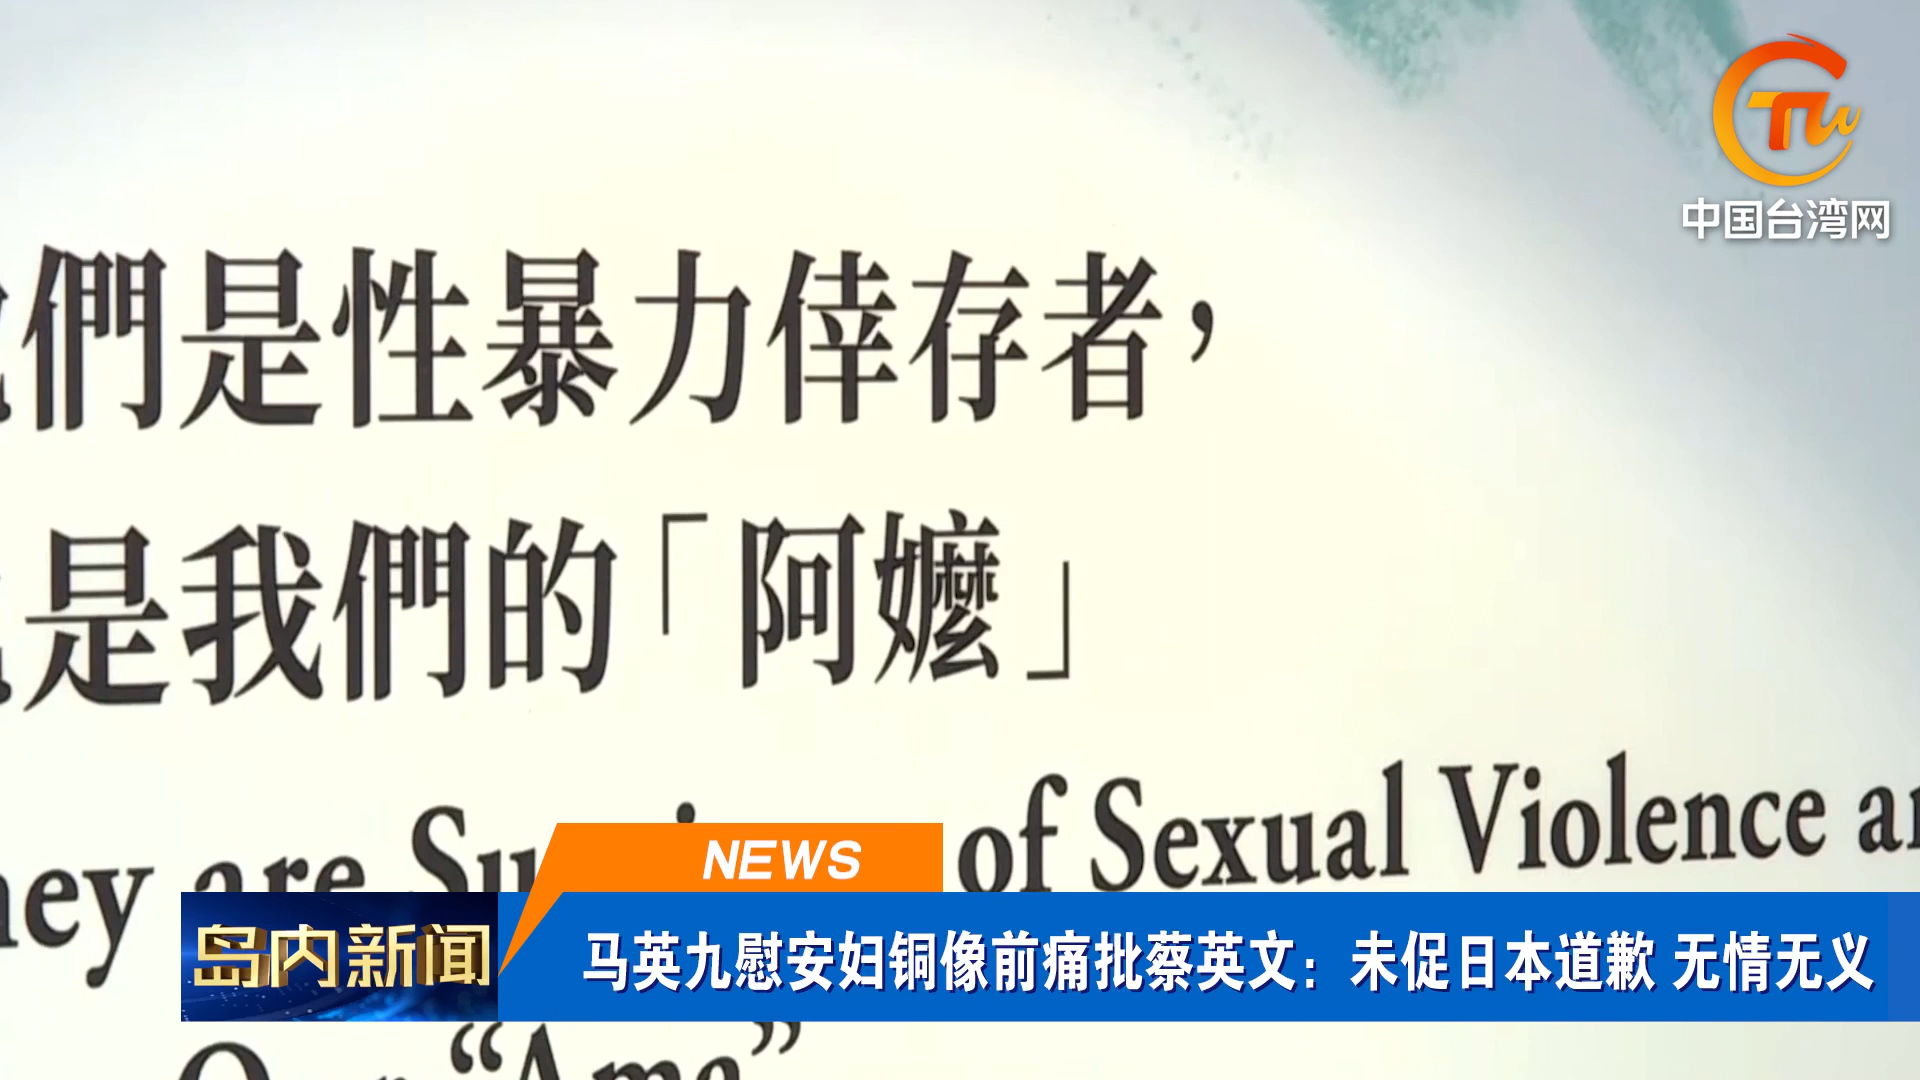 中国台湾网
們是性暴力倖存者，
是我們的「阿嬤」
are of Sexual Violence
NEWS
岛内新闻
马英九慰安妇铜像前痛批蔡英文：未促日本道歉 无情无义
"Ama"